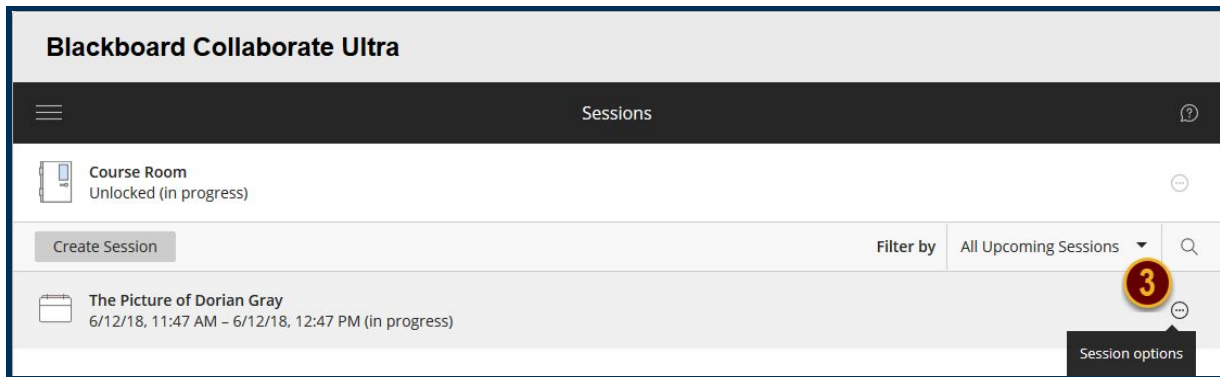 Blackboard Collaborate Ultra
Sessions
Course Room
Unlocked (in progress)
Create Session
Filter by All Upcoming Sessions
3
The Picture of Dorian Gray
6/12/18, 11:47 AM – 6/12/18, 12:47 PM (in progress)
Session options